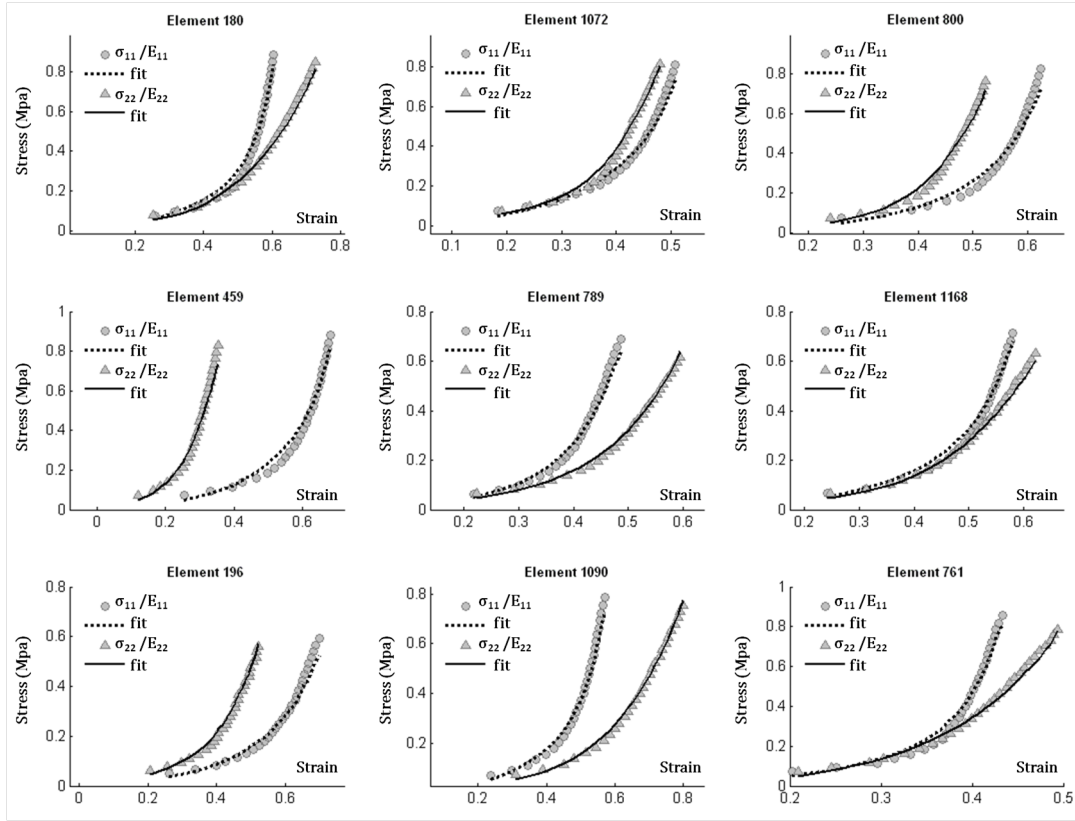 Element 180
σ11/E11
fit
σ22/E22
fit
Stress (Mpa)
0.8
0.6
0.4
0.2
0
Strain
0.2 0.4 0.6 0.8
Element 1072
σ11/E11
fit
σ22/E22
fit
Stress (Mpa)
0.8
0.6
0.4
0.2
0
Strain
0.1 0.2 0.3 0.4 0.5
Element 800
σ11/E11
fit
σ22/E22
fit
Stress (Mpa)
0.8
0.6
0.4
0.2
0
Strain
0.2 0.3 0.4 0.5 0.6
Element 459
σ11/E11
fit
σ22/E22
fit
Stress (Mpa)
1
0.8
0.6
0.4
0.2
0
Strain
0 0.2 0.4 0.6
Element 789
σ11/E11
fit
σ22/E22
fit
Stress (Mpa)
0.8
0.6
0.4
0.2
0
Strain
0.2 0.3 0.4 0.5 0.6
Element 1168
σ11/E11
fit
σ22/E22
fit
Stress (Mpa)
0.8
0.6
0.4
0.2
0
Strain
0.2 0.3 0.4 0.5 0.6
Element 196
σ11/E11
fit
σ22/E22
fit
Stress (Mpa)
0.8
0.6
0.4
0.2
0
Strain
0 0.2 0.4 0.6
Element 1090
σ11/E11
fit
σ22/E22
fit
Stress (Mpa)
0.8
0.6
0.4
0.2
Strain
0.2 0.4 0.6 0.8
Element 761
σ11/E11
fit
σ22/E22
fit
Stress (Mpa)
1
0.8
0.6
0.4
0.2
0
Strain
0.2 0.3 0.4 0.5